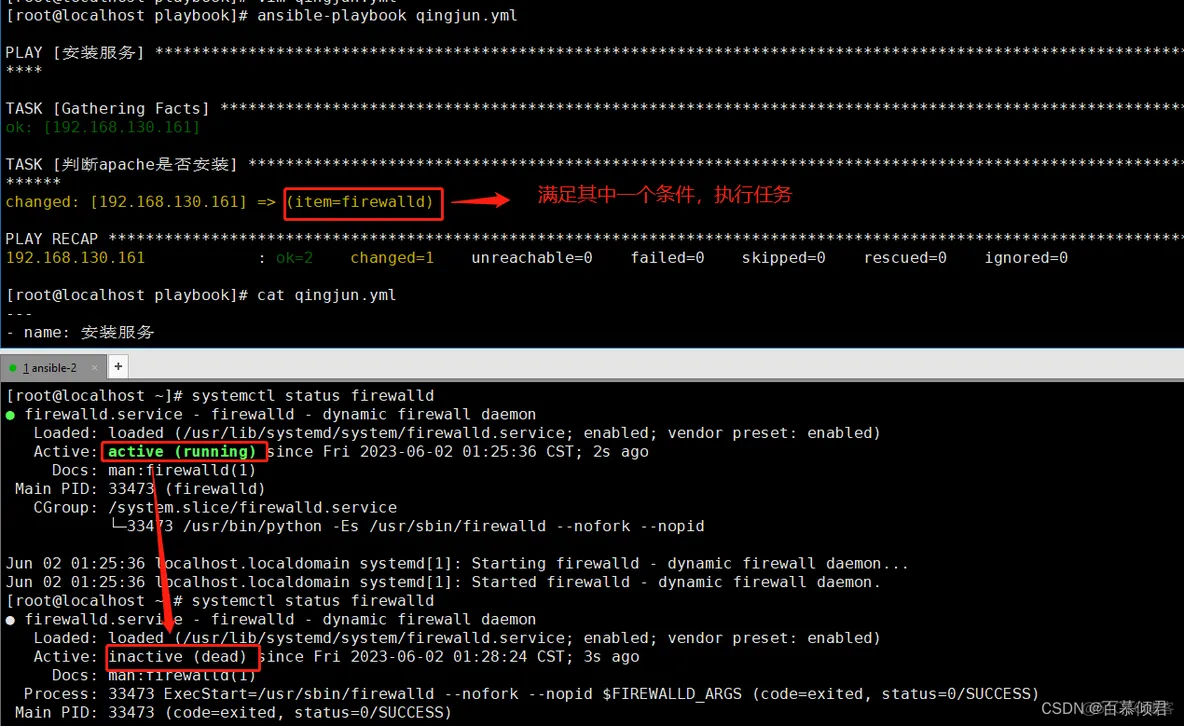 [root@localhost playbook]# vim qingjun.yml
[root@localhost playbook]# ansible-playbook qingjun.yml
PLAY [安装服务] ***************************************************************************************************************
****
TASK [Gathering Facts] ********************************************************************************************************
ok: [192.168.130.161]
TASK [判断apache是否安装] *****************************************************************************************************
******
changed: [192.168.130.161] => (item=firewalld)
满足其中一个条件，执行任务
PLAY RECAP ********************************************************************************************************************
192.168.130.161 : ok=2 changed=1 unreachable=0 failed=0 skipped=0 rescued=0 ignored=0
[root@localhost playbook]# cat qingjun.yml
---
- name: 安装服务
1 ansible-2 × +
[root@localhost ~]# systemctl status firewalld
● firewalld.service - firewalld - dynamic firewall daemon
Loaded: loaded (/usr/lib/systemd/system/firewalld.service; enabled; vendor preset: enabled)
Active: active (running) since Fri 2023-06-02 01:25:36 CST; 2s ago
Docs: man:firewalld(1)
Main PID: 33473 (firewalld)
CGroup: /system.slice/firewalld.service
└─33473 /usr/bin/python -Es /usr/sbin/firewalld --nofork --nopid
Jun 02 01:25:36 localhost.localdomain systemd[1]: Starting firewalld - dynamic firewall daemon...
Jun 02 01:25:36 localhost.localdomain systemd[1]: Started firewalld - dynamic firewall daemon.
[root@localhost ~]# systemctl status firewalld
● firewalld.service - firewalld - dynamic firewall daemon
Loaded: loaded (/usr/lib/systemd/system/firewalld.service; enabled; vendor preset: enabled)
Active: inactive (dead) since Fri 2023-06-02 01:28:24 CST; 3s ago
Docs: man:firewalld(1)
Process: 33473 ExecStart=/usr/sbin/firewalld --nofork --nopid $FIREWALLD_ARGS (code=exited, status=0/SUCCESS)
Main PID: 33473 (code=exited, status=0/SUCCESS)
CSDN @百慕倾君